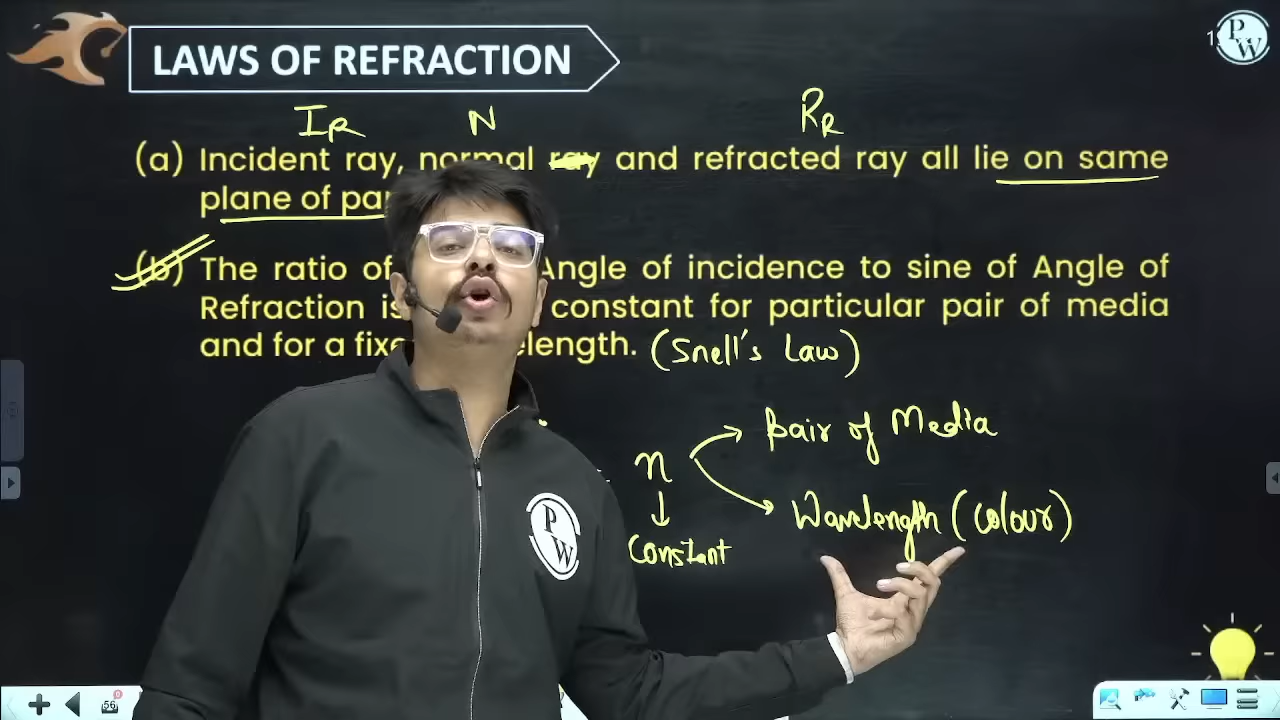 LAWS OF REFRACTION
PW
IR N RR
(a) Incident ray, normal ray and refracted ray all lie on same
plane of
(b) The ratio of Angle of incidence to sine of Angle of
Refraction is constant for particular pair of media
and for a (Snell's Law)
Pair of Media
n
Wavelength (colour)
Constant
PW
56